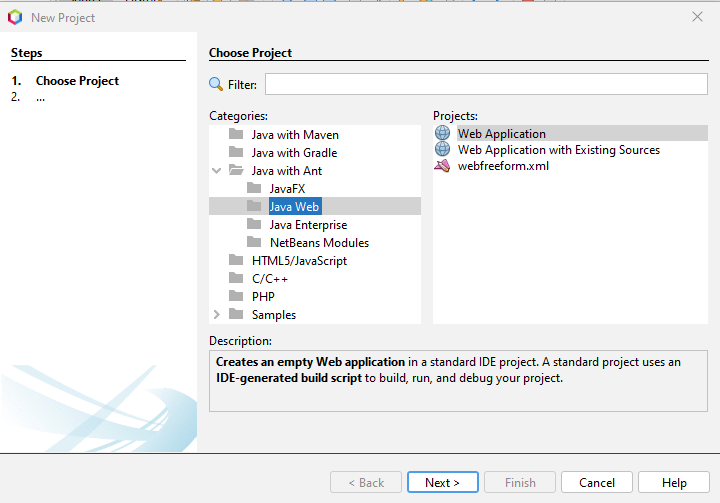 New Project
Steps
1. Choose Project
2. ...
Choose Project
Filter:
Categories:
Java with Maven
Java with Gradle
Java with Ant
JavaFX
Java Web
Java Enterprise
NetBeans Modules
HTML5/JavaScript
C/C++
PHP
Samples
Projects:
Web Application
Web Application with Existing Sources
webfreeform.xml
Description:
Creates an empty Web application in a standard IDE project. A standard project uses an
IDE-generated build script to build, run, and debug your project.
< Back Next > Finish Cancel Help